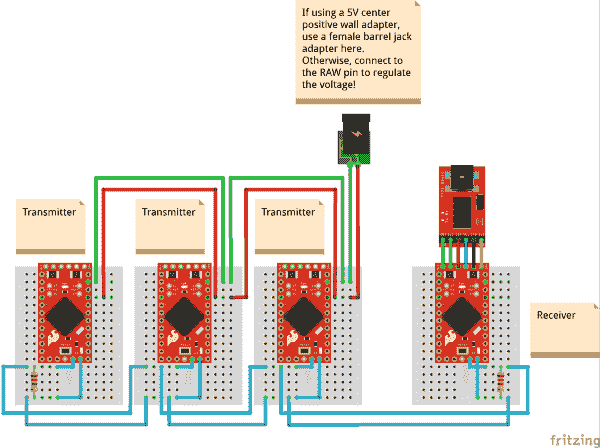 If using a 5V center
positive wall adapter,
use a female barrel jack
adapter here.
Otherwise, connect to
the RAW pin to regulate
the voltage!
Transmitter
Transmitter
Transmitter
Receiver
fritzing